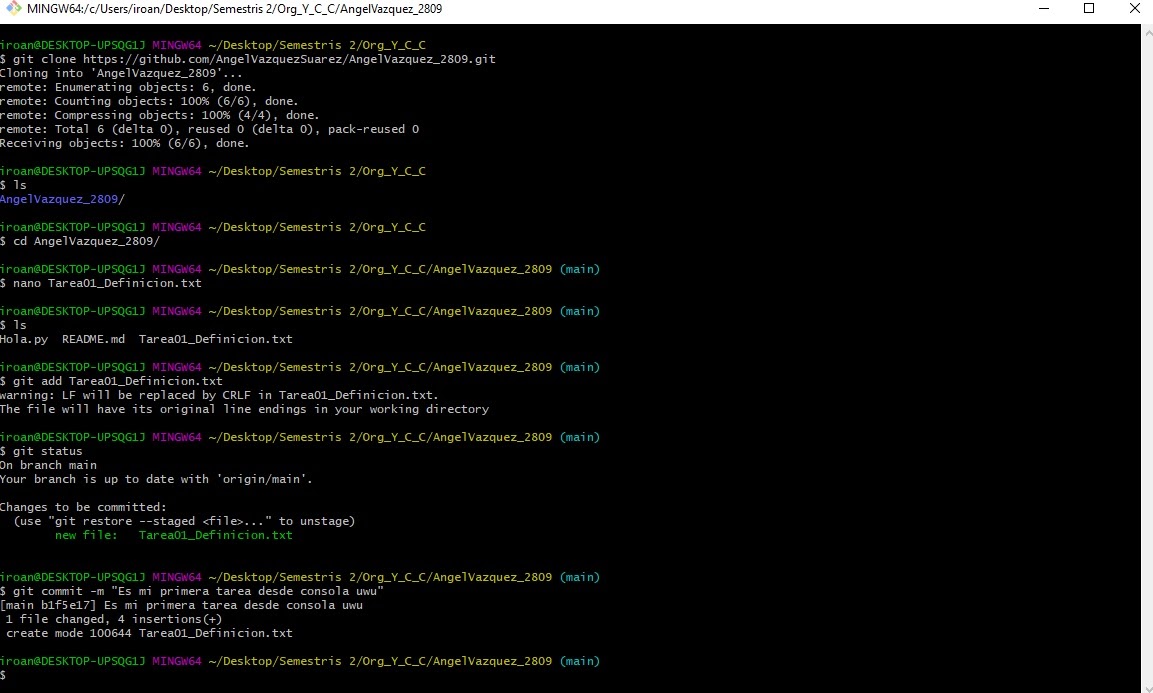 MINGW64:/c/Users/iroan/Desktop/Semestris 2/Org_Y_C_C/AngelVazquez_2809
iroan@DESKTOP-UPSQG1J MINGW64 ~/Desktop/Semestris 2/Org_Y_C_C
$ git clone https://github.com/AngelVazquezSuarez/AngelVazquez_2809.git
Cloning into 'AngelVazquez_2809'...
remote: Enumerating objects: 6, done.
remote: Counting objects: 100% (6/6), done.
remote: Compressing objects: 100% (4/4), done.
remote: Total 6 (delta 0), reused 0 (delta 0), pack-reused 0
Receiving objects: 100% (6/6), done.
iroan@DESKTOP-UPSQG1J MINGW64 ~/Desktop/Semestris 2/Org_Y_C_C
$ ls
AngelVazquez_2809/
iroan@DESKTOP-UPSQG1J MINGW64 ~/Desktop/Semestris 2/Org_Y_C_C
$ cd AngelVazquez_2809/
iroan@DESKTOP-UPSQG1J MINGW64 ~/Desktop/Semestris 2/Org_Y_C_C/AngelVazquez_2809 (main)
$ nano Tarea01_Definicion.txt
iroan@DESKTOP-UPSQG1J MINGW64 ~/Desktop/Semestris 2/Org_Y_C_C/AngelVazquez_2809 (main)
$ ls
Hola.py  README.md  Tarea01_Definicion.txt
iroan@DESKTOP-UPSQG1J MINGW64 ~/Desktop/Semestris 2/Org_Y_C_C/AngelVazquez_2809 (main)
$ git add Tarea01_Definicion.txt
warning: LF will be replaced by CRLF in Tarea01_Definicion.txt.
The file will have its original line endings in your working directory
iroan@DESKTOP-UPSQG1J MINGW64 ~/Desktop/Semestris 2/Org_Y_C_C/AngelVazquez_2809 (main)
$ git status
On branch main
Your branch is up to date with 'origin/main'.
Changes to be committed:
  (use "git restore --staged <file>..." to unstage)
        new file:   Tarea01_Definicion.txt
iroan@DESKTOP-UPSQG1J MINGW64 ~/Desktop/Semestris 2/Org_Y_C_C/AngelVazquez_2809 (main)
$ git commit -m "Es mi primera tarea desde consola uwu"
[main b1f5e17] Es mi primera tarea desde consola uwu
 1 file changed, 4 insertions(+)
 create mode 100644 Tarea01_Definicion.txt
iroan@DESKTOP-UPSQG1J MINGW64 ~/Desktop/Semestris 2/Org_Y_C_C/AngelVazquez_2809 (main)
$